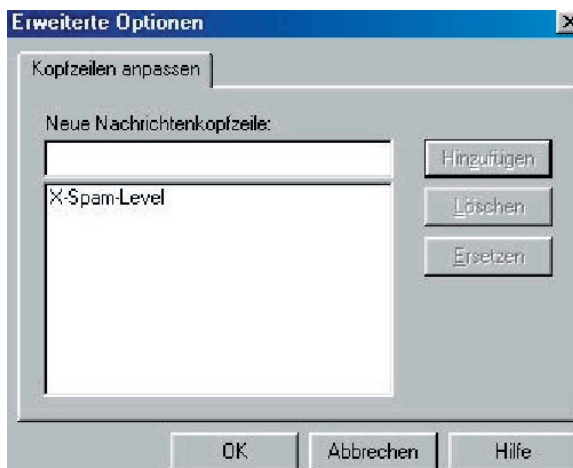 Erweiterte Optionen
Kopfzeilen anpassen
Neue Nachrichtenkopfzeile:
Hinzufügen
X-Spam-Level
Löschen
Ersetzen
OK Abbrechen Hilfe